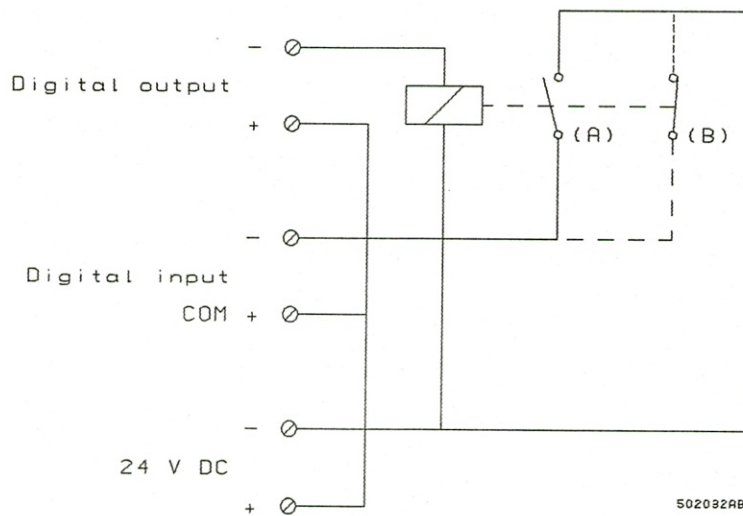 -
Digital output
+
(A)
(B)
-
Digital input
COM +
-
24 V DC
+
502032AB